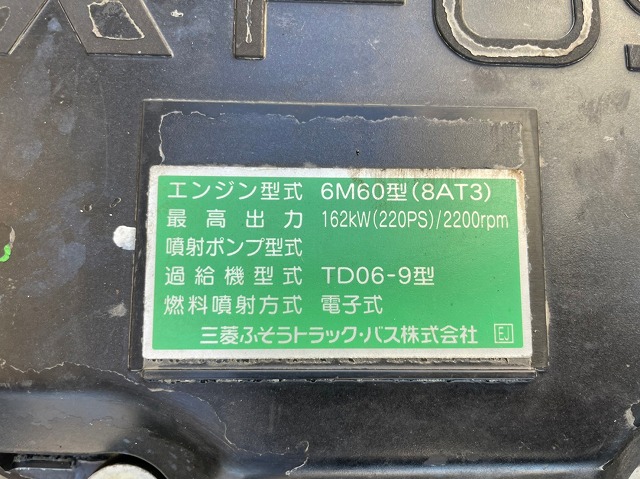 エンジン型式 6M60型(8AT3)
最高出力 162kW(220PS)/2200rpm
噴射ポンプ型式
過給機型式 TD06-9型
燃料噴射方式 電子式
三菱ふそうトラック・バス株式会社 EJ